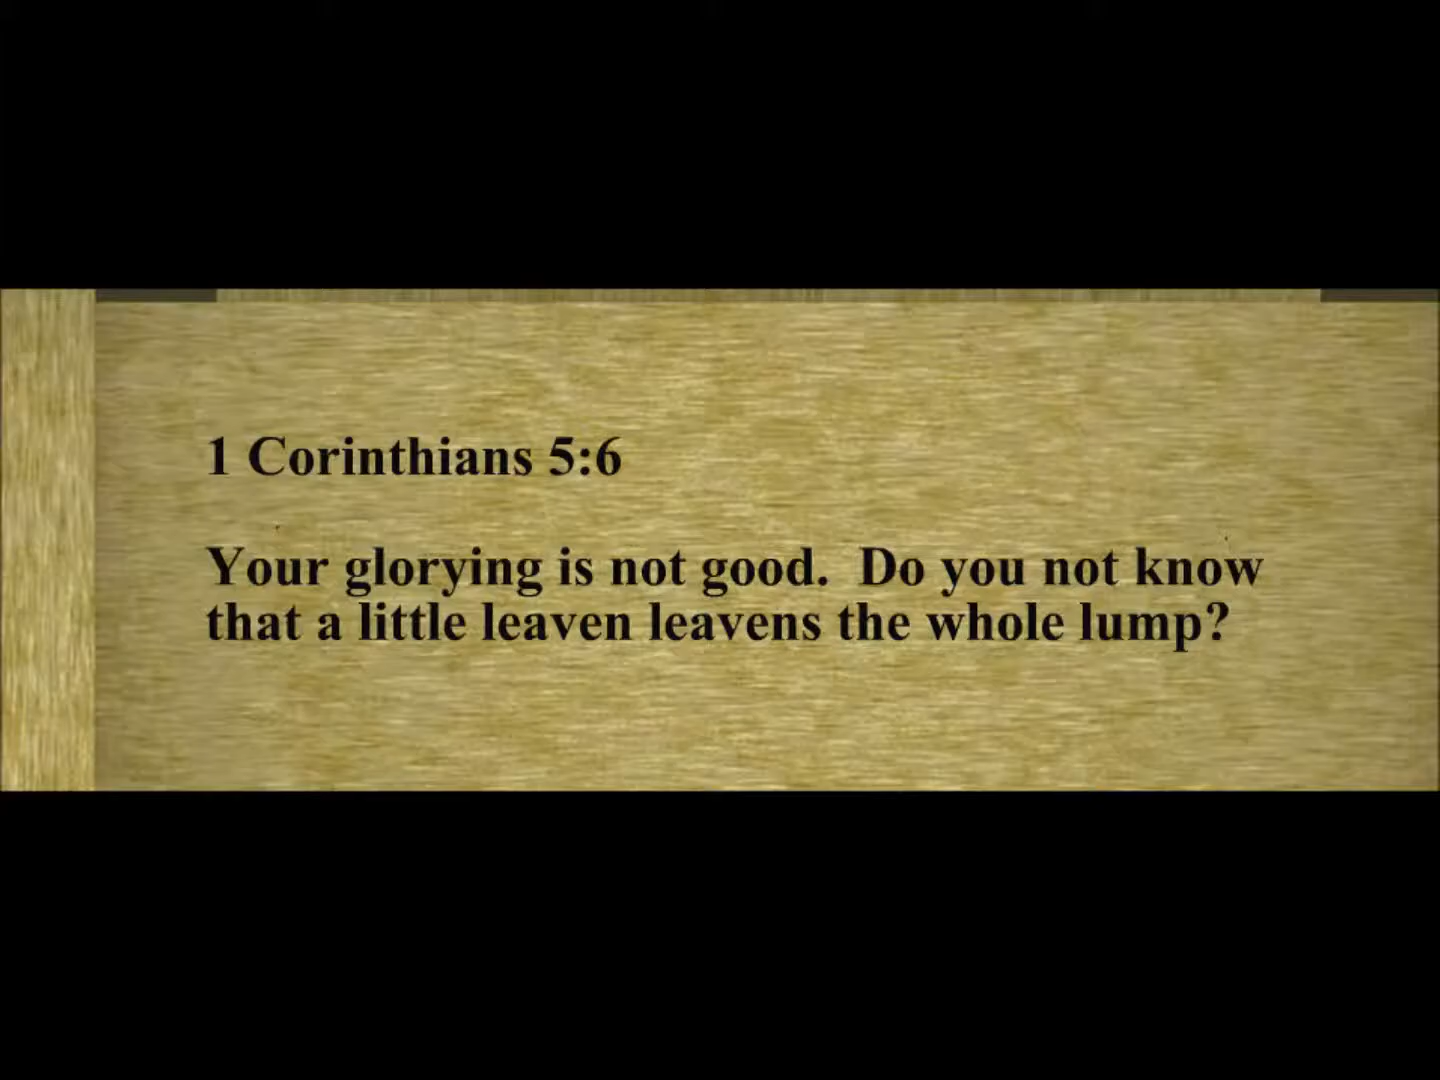 1 Corinthians 5:6
Your glorying is not good.  Do you not know
that a little leaven leavens the whole lump?